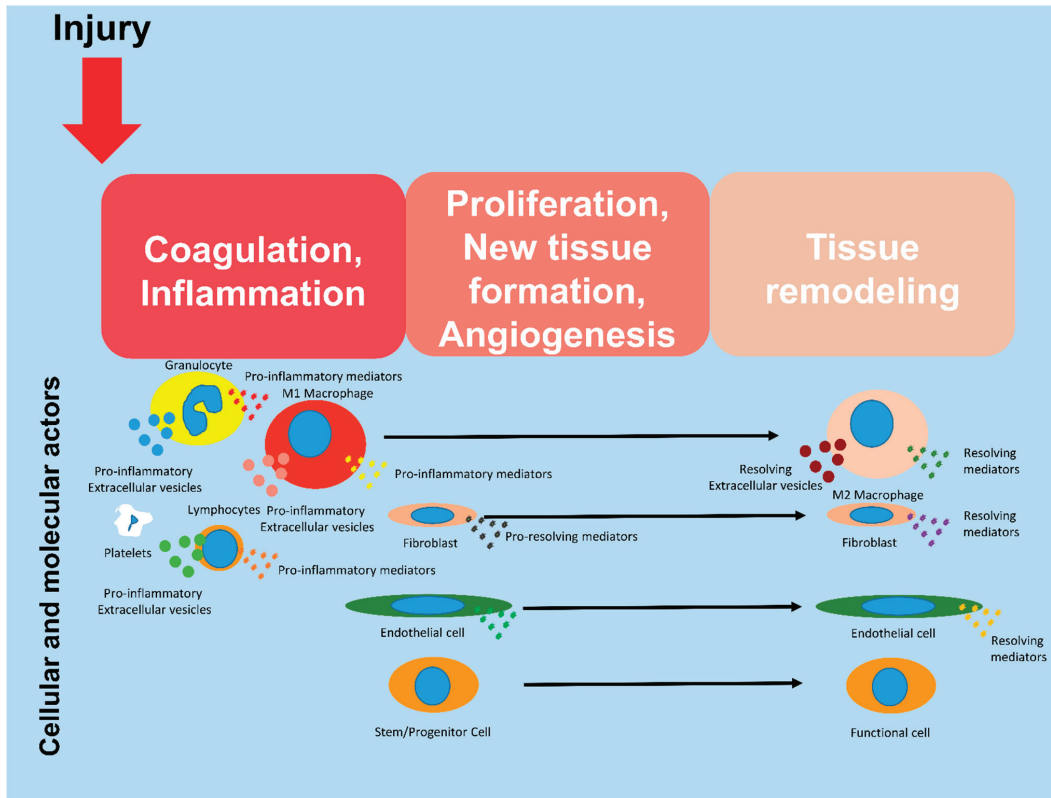 Injury
Coagulation,
Inflammation
Proliferation,
New tissue
formation,
Angiogenesis
Tissue
remodeling
Cellular and molecular actors
Granulocyte
Pro-inflammatory mediators
M1 Macrophage
Pro-inflammatory
Extracellular vesicles
Pro-inflammatory mediators
Pro-inflammatory
Extracellular vesicles
Resolving
Extracellular vesicles
Resolving
mediators
M2 Macrophage
Lymphocytes
Platelets
Pro-inflammatory mediators
Pro-inflammatory
Extracellular vesicles
Fibroblast
Pro-resolving mediators
Fibroblast
Resolving
mediators
Endothelial cell
Endothelial cell
Resolving
mediators
Stem/Progenitor Cell
Functional cell